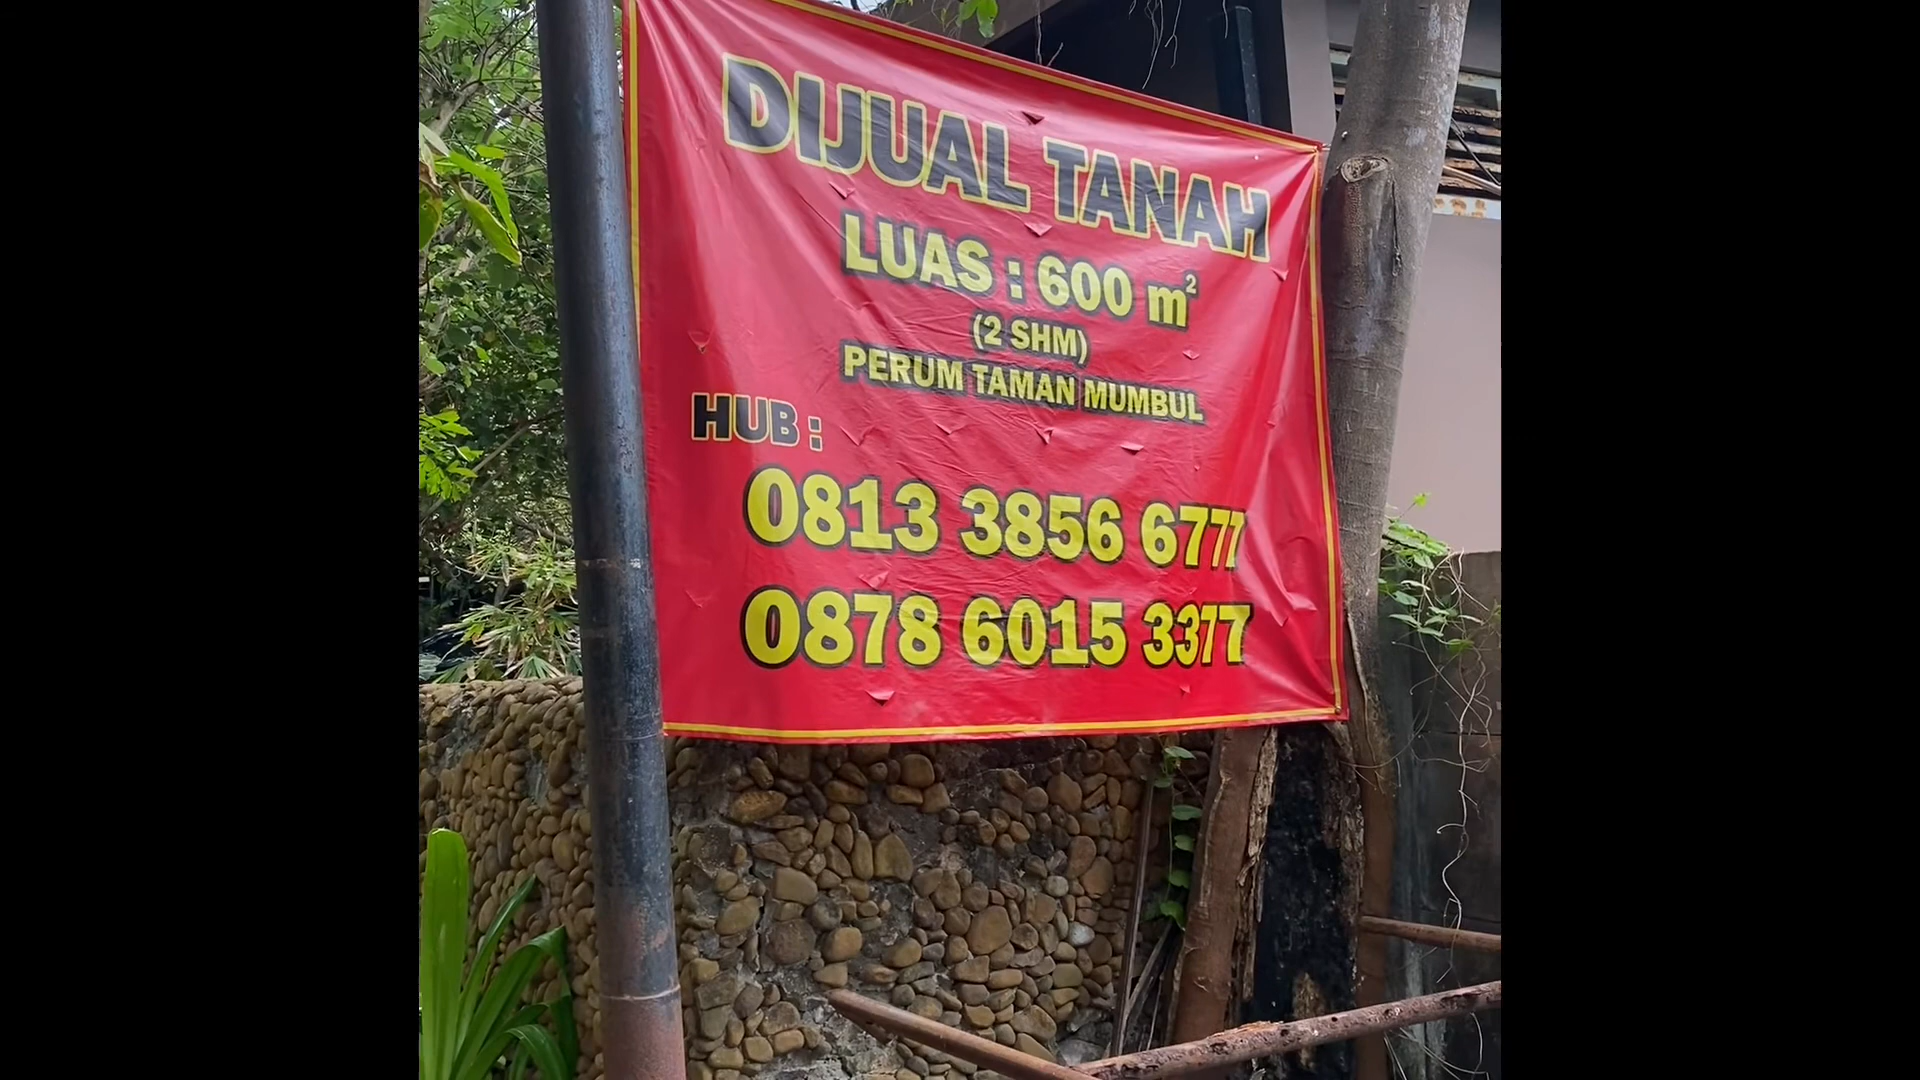 DIJUAL TANAH
LUAS : 600 m²
(2 SHM)
PERUM TAMAN MUMBUL
HUB :
0813 3856 6777
0878 6015 3377